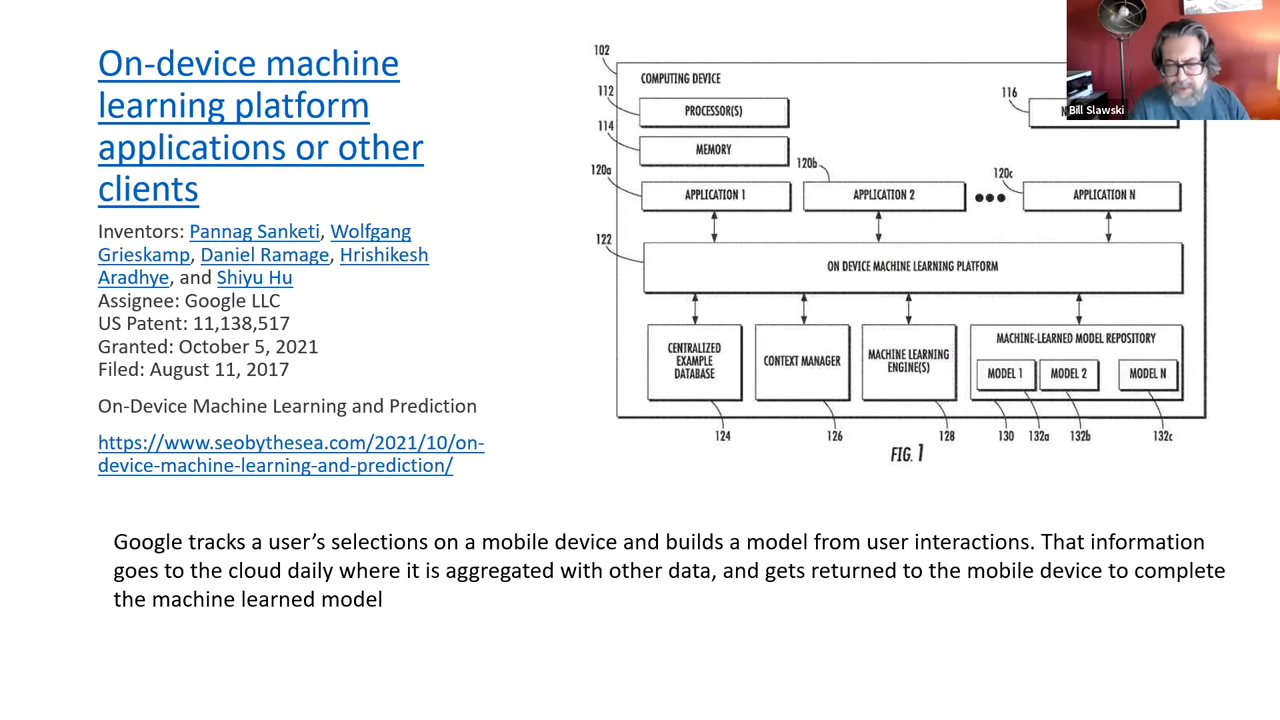 On-device machine
learning platform
applications or other
clients
Inventors: Pannag Sanketi, Wolfgang
Grieskamp, Daniel Ramage, Hrishikesh
Aradhye, and Shiyu Hu
Assignee: Google LLC
US Patent: 11,138,517
Granted: October 5, 2021
Filed: August 11, 2017
On-Device Machine Learning and Prediction
https://www.seobythesea.com/2021/10/on-
device-machine-learning-and-prediction/
102
COMPUTING DEVICE
112
PROCESSOR(S)
116
114
MEMORY
120a
APPLICATION 1
120b
APPLICATION 2
120c
APPLICATION N
122
ON DEVICE MACHINE LEARNING PLATFORM
CENTRALIZED
EXAMPLE
DATABASE
CONTEXT MANAGER
MACHINE LEARNING
ENGINE(S)
MACHINE-LEARNED MODEL REPOSITORY
MODEL 1
MODEL 2
MODEL N
124
126
128
130
132a
132b
132c
FIG. 1
Bill Slawski
Google tracks a user’s selections on a mobile device and builds a model from user interactions. That information
goes to the cloud daily where it is aggregated with other data, and gets returned to the mobile device to complete
the machine learned model